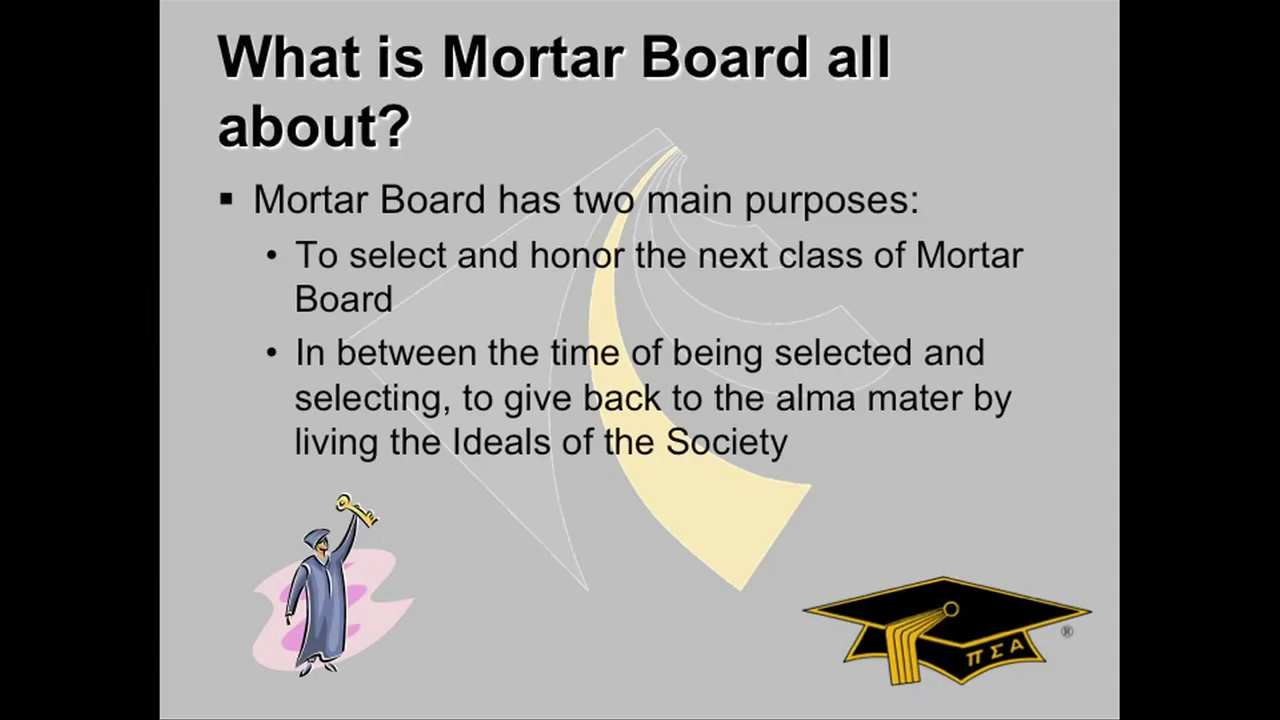 What is Mortar Board all
about?
▪ Mortar Board has two main purposes:
• To select and honor the next class of Mortar
Board
• In between the time of being selected and
selecting, to give back to the alma mater by
living the Ideals of the Society
ΠΣΑ
®